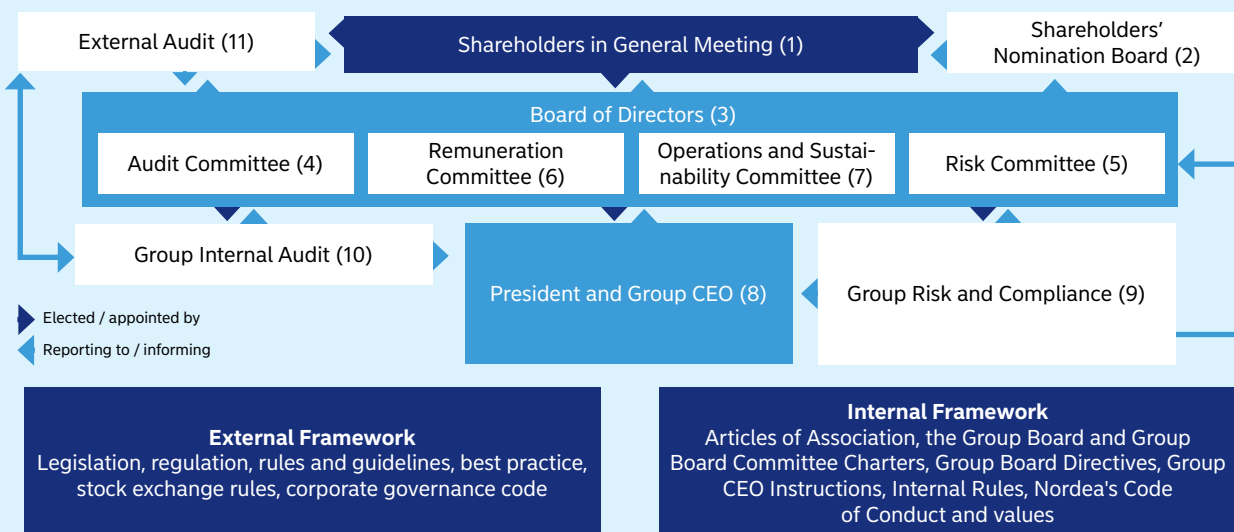 External Audit (11)
Shareholders in General Meeting (1)
Shareholders'
Nomination Board (2)
Board of Directors (3)
Audit Committee (4)
Remuneration
Committee (6)
Operations and Sustai-
nability Committee (7)
Risk Committee (5)
Group Internal Audit (10)
President and Group CEO (8)
Group Risk and Compliance (9)
Elected / appointed by
Reporting to / informing
External Framework
Legislation, regulation, rules and guidelines, best practice,
stock exchange rules, corporate governance code
Internal Framework
Articles of Association, the Group Board and Group
Board Committee Charters, Group Board Directives, Group
CEO Instructions, Internal Rules, Nordea's Code
of Conduct and values